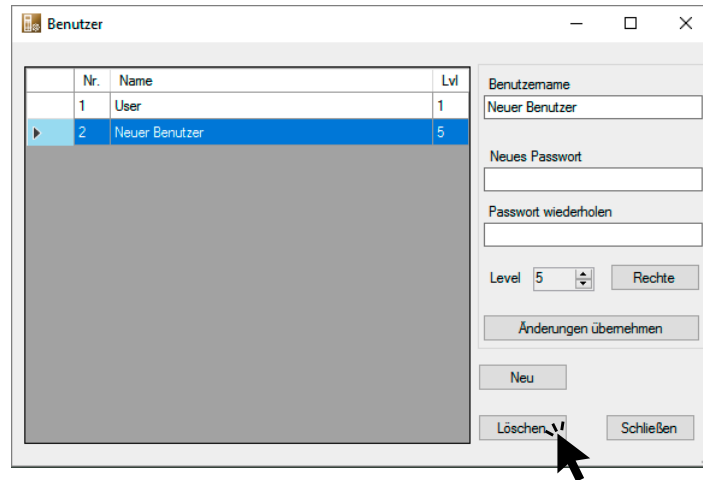 Benutzer
Nr. Name Lvl
1 User 1
2 Neuer Benutzer 5
Benutzername
Neuer Benutzer
Neues Passwort
Passwort wiederholen
Level 5 Rechte
Änderungen übernehmen
Neu
Löschen Schließen